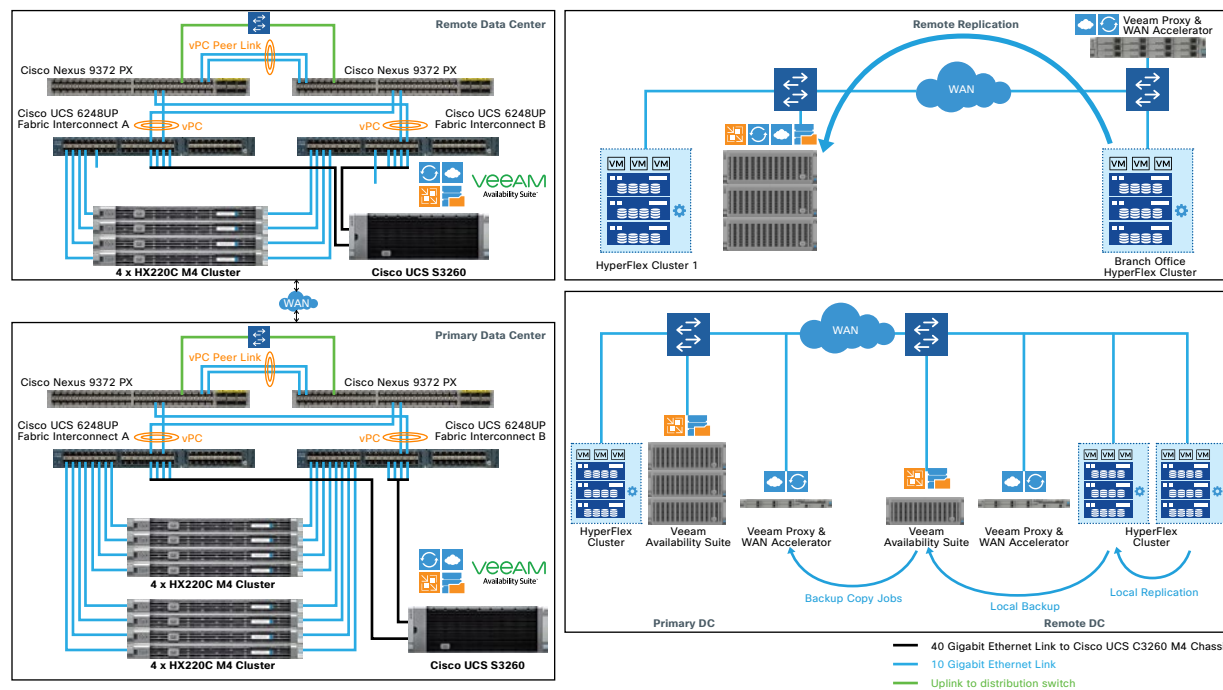 Remote Data Center
vPC Peer Link
Cisco Nexus 9372 PX
Cisco Nexus 9372 PX
Cisco UCS 6248UP
Fabric Interconnect A
vPC
vPC
Cisco UCS 6248UP
Fabric Interconnect B
VEEAM
Availability Suite
4 x HX220C M4 Cluster
Cisco UCS S3260
WAN
Primary Data Center
vPC Peer Link
Cisco Nexus 9372 PX
Cisco Nexus 9372 PX
Cisco UCS 6248UP
Fabric Interconnect A
vPC
vPC
Cisco UCS 6248UP
Fabric Interconnect B
4 x HX220C M4 Cluster
VEEAM
Availability Suite
4 x HX220C M4 Cluster
Cisco UCS S3260
Remote Replication
Veeam Proxy &
WAN Accelerator
WAN
VM VM VM
VM VM VM
HyperFlex Cluster 1
Branch Office
HyperFlex Cluster
WAN
VM VM VM
VM VM VM
VM VM VM
HyperFlex
Cluster
Veeam
Availability Suite
Veeam Proxy &
WAN Accelerator
Veeam
Availability Suite
Veeam Proxy &
WAN Accelerator
HyperFlex
Cluster
Backup Copy Jobs
Local Backup
Local Replication
Primary DC
Remote DC
40 Gigabit Ethernet Link to Cisco UCS C3260 M4 Chassi
10 Gigabit Ethernet Link
Uplink to distribution switch